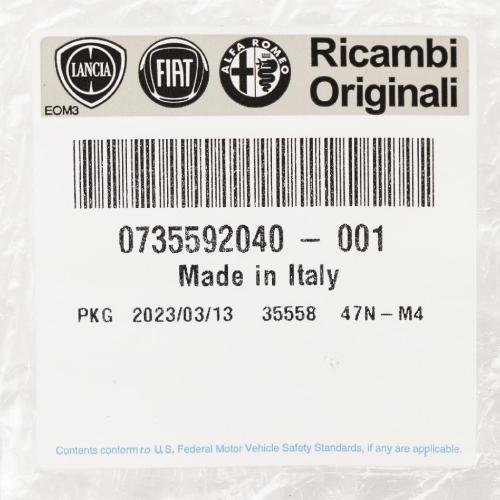 LANCIA
FIAT
ALFA ROMEO
Ricambi
Originali
EOM3
0735592040 - 001
Made in Italy
PKG 2023/03/13 35558 47N-M4
Contents conform to U.S. Federal Motor Vehicle Safety Standards, if any are applicable.